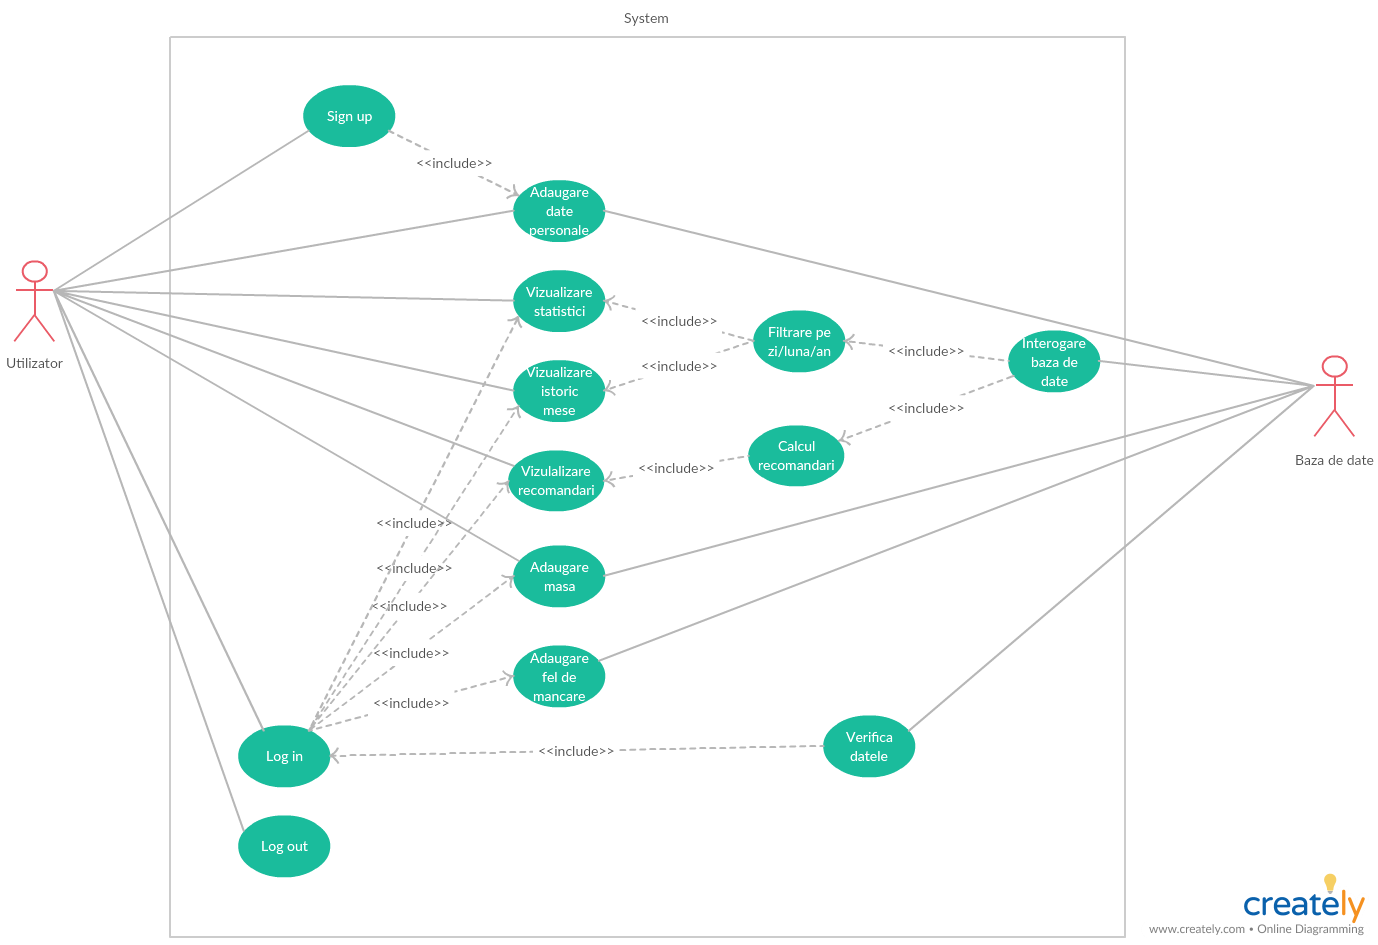 System
Sign up
<<include>>
Adaugare
date
personale
Utilizator
Vizualizare
statistici
<<include>>
Filtrare pe
zi/luna/an
<<include>>
<<include>>
Interogare
baza de
date
Baza de date
Vizualizare
istoric
mese
<<include>>
Calcul
recomandari
<<include>>
Vizulalizare
recomandari
<<include>>
<<include>>
<<include>>
<<include>>
<<include>>
Adaugare
masa
Adaugare
fel de
mancare
Log in
<<include>>
Verifica
datele
Log out
creately
www.creately.com • Online Diagramming